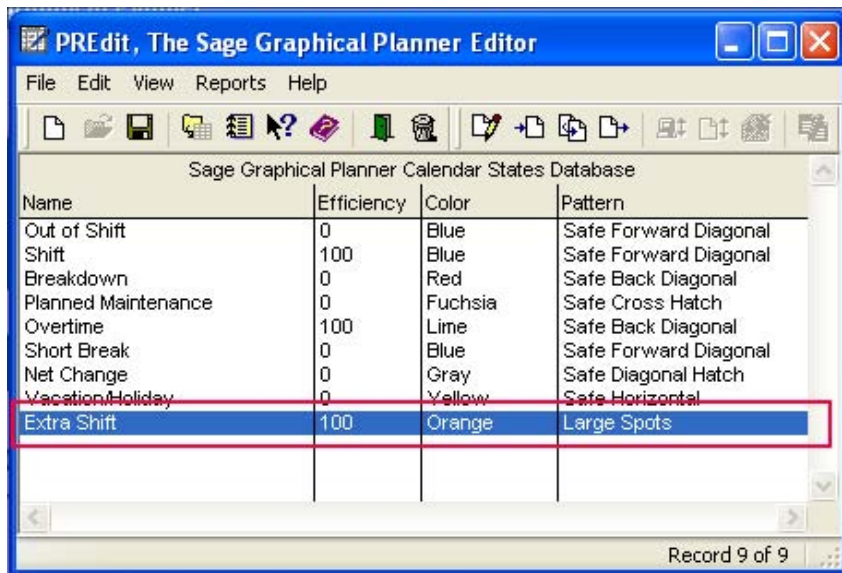 PREdit, The Sage Graphical Planner Editor
File Edit View Reports Help
Sage Graphical Planner Calendar States Database
Name Efficiency Color Pattern
Out of Shift 0 Blue Safe Forward Diagonal
Shift 100 Blue Safe Forward Diagonal
Breakdown 0 Red Safe Back Diagonal
Planned Maintenance 0 Fuchsia Safe Cross Hatch
Overtime 100 Lime Safe Back Diagonal
Short Break 0 Blue Safe Forward Diagonal
Net Change 0 Gray Safe Diagonal Hatch
Vacation/Holiday 0 Yellow Safe Horizontal
Extra Shift 100 Orange Large Spots
Record 9 of 9